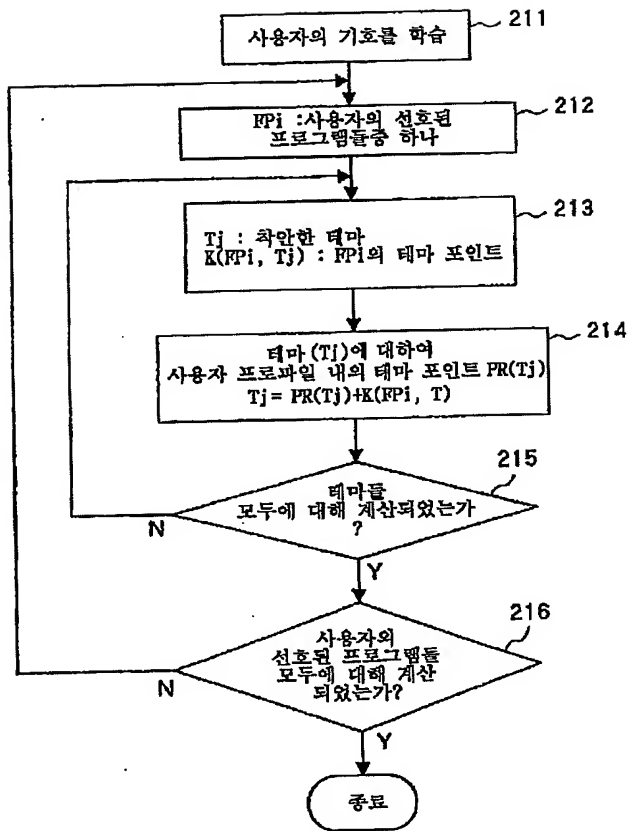 사용자의 기호를 학습
211
FPi :사용자의 선호된
프로그램들중 하나
212
Tj : 착안한 테마
K(FPi, Tj) : FPi의 테마 포인트
213
테마(Tj)에 대하여
사용자 프로파일 내의 테마 포인트 PR(Tj)
Tj= PR(Tj)+K(FPi, T)
214
테마들
모두에 대해 계산되었는가
?
215
N
Y
사용자의
선호된 프로그램들
모두에 대해 계산
되었는가?
216
N
Y
종료